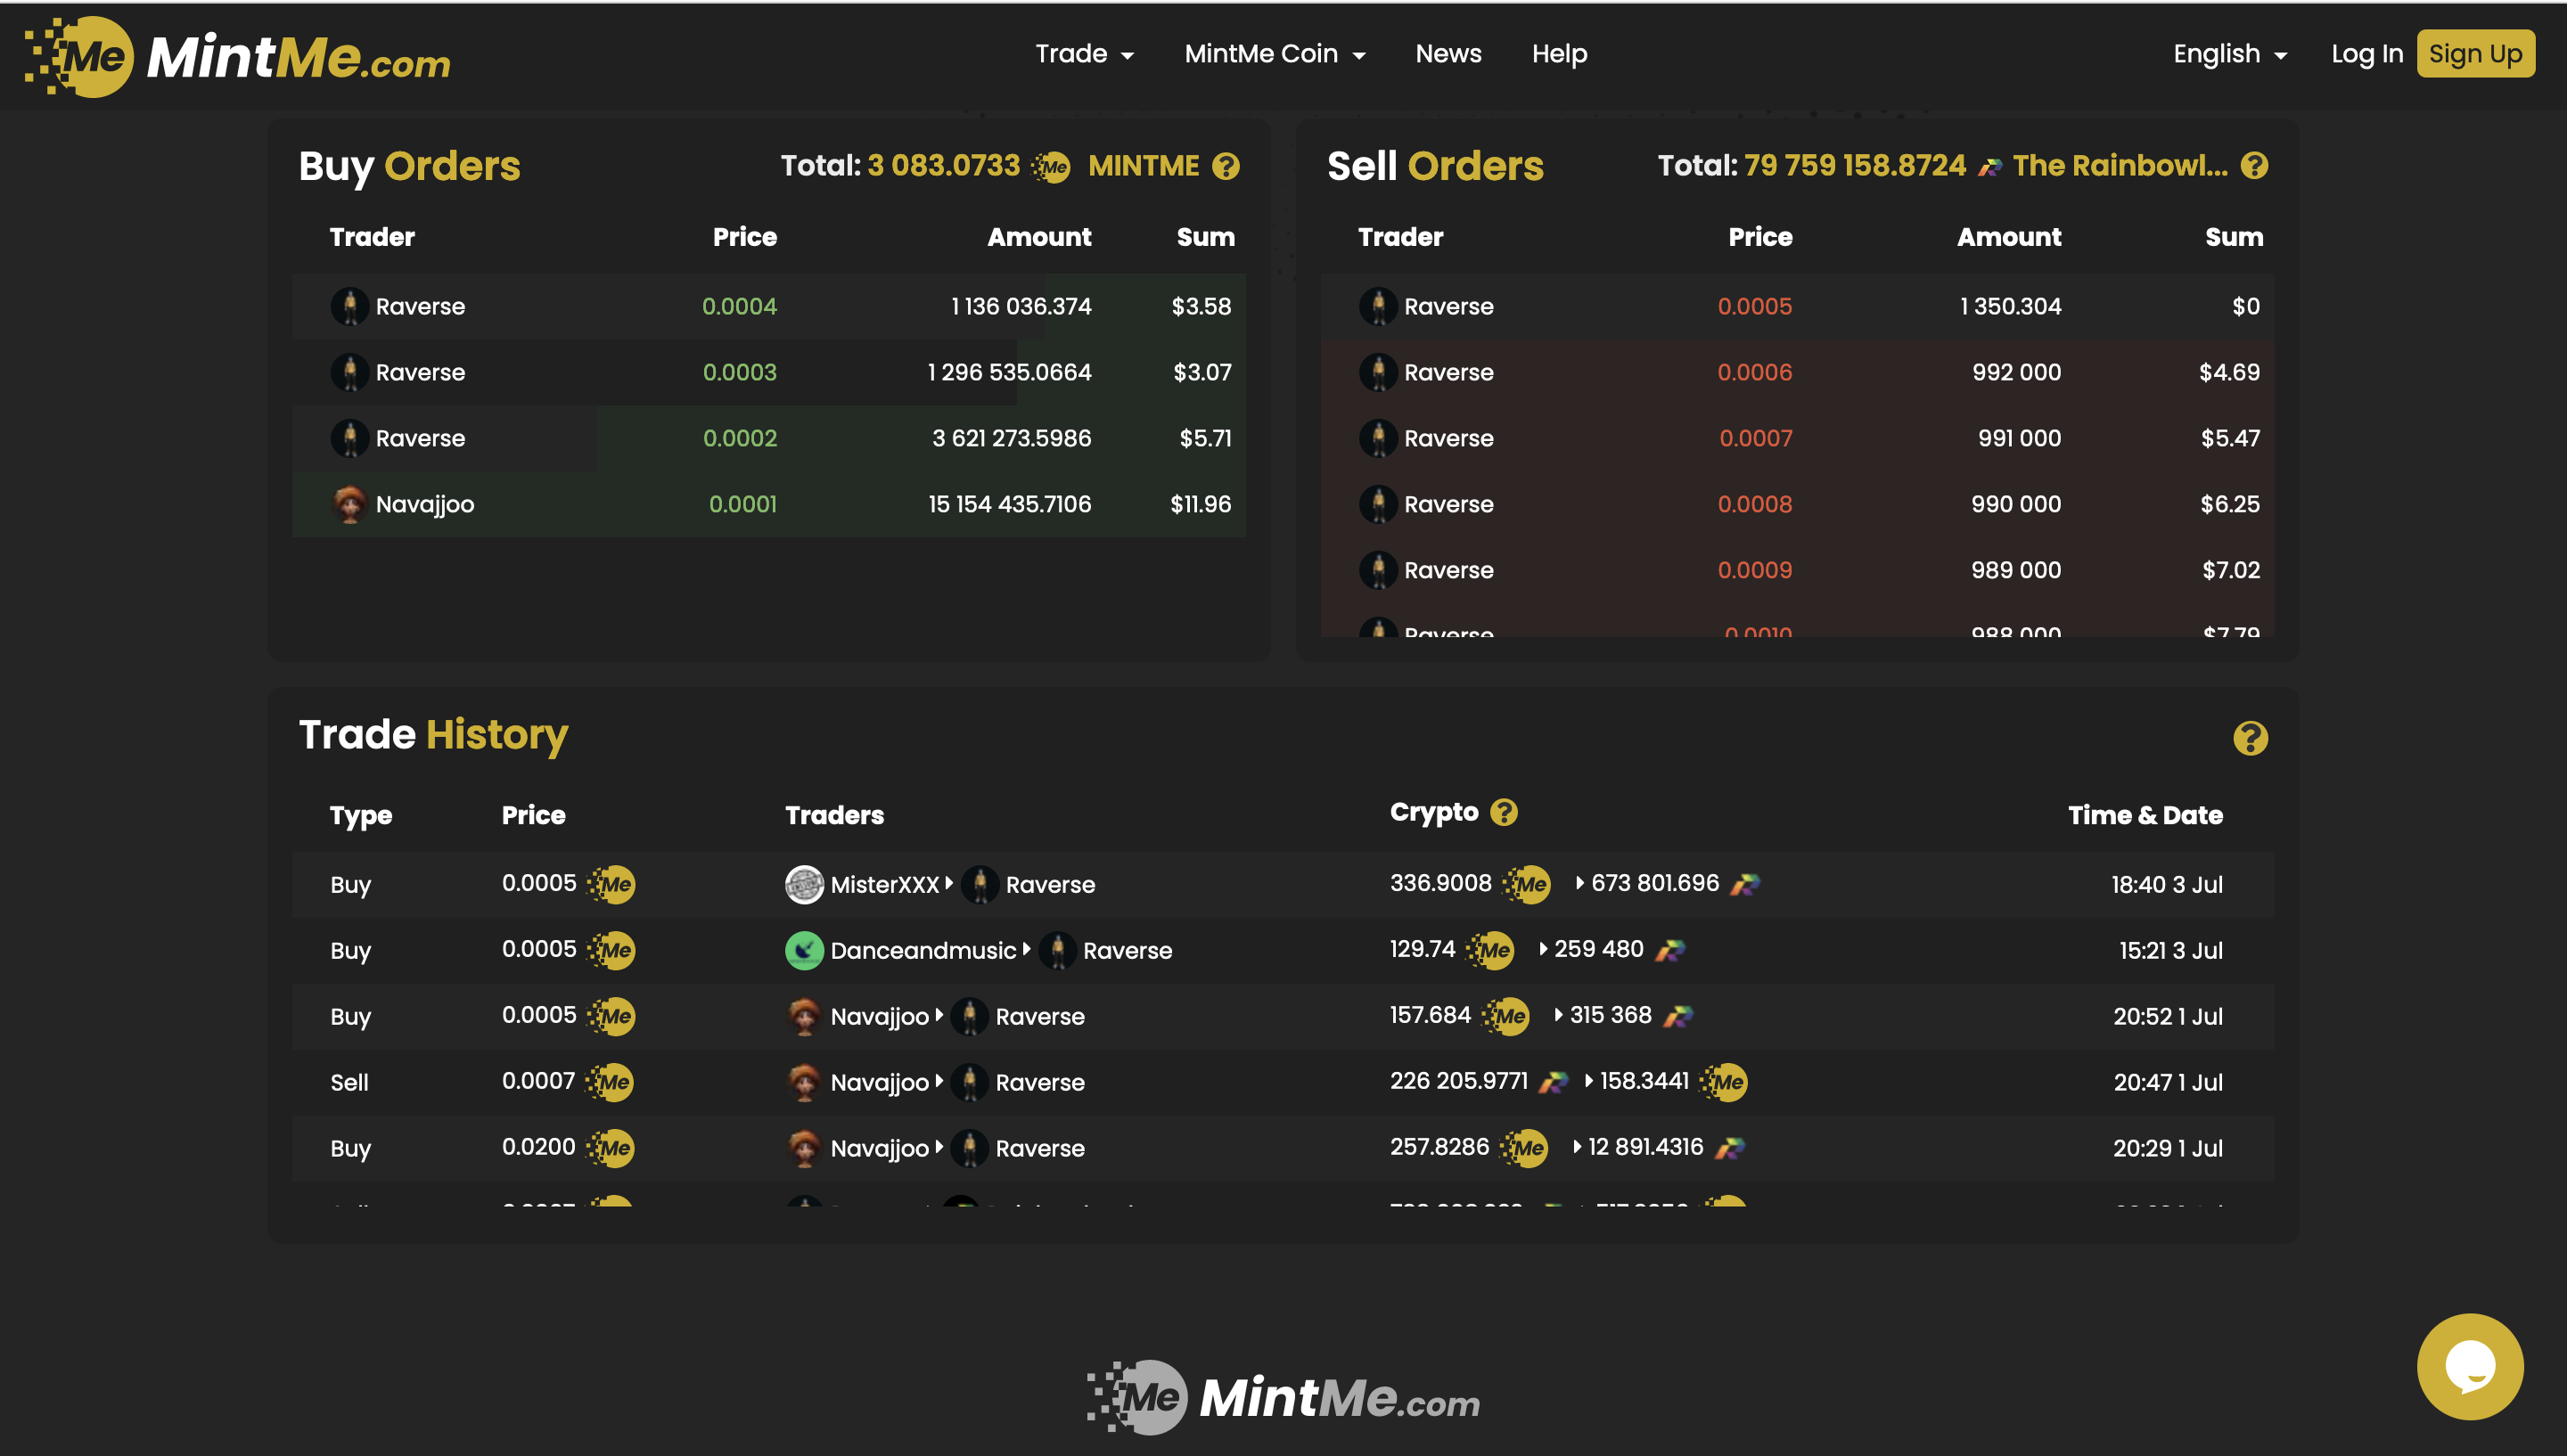 Me MintMe.com
Trade MintMe Coin News Help
English Log In Sign Up
Buy Orders Total: 3 083.0733 Me MINTME ?
Trader Price Amount Sum
Raverse 0.0004 1 136 036.374 $3.58
Raverse 0.0003 1 296 535.0664 $3.07
Raverse 0.0002 3 621 273.5986 $5.71
Navajjoo 0.0001 15 154 435.7106 $11.96
Sell Orders Total: 79 759 158.8724 The Rainbowl... ?
Trader Price Amount Sum
Raverse 0.0005 1 350.304 $0
Raverse 0.0006 992 000 $4.69
Raverse 0.0007 991 000 $5.47
Raverse 0.0008 990 000 $6.25
Raverse 0.0009 989 000 $7.02
Raverse 0.0010 988 000 $7.79
Trade History ?
Type Price Traders Crypto ? Time & Date
Buy 0.0005 Me MisterXXX Raverse 336.9008 Me 673 801.696 18:40 3 Jul
Buy 0.0005 Me Danceandmusic Raverse 129.74 Me 259 480 15:21 3 Jul
Buy 0.0005 Me Navajjoo Raverse 157.684 Me 315 368 20:52 1 Jul
Sell 0.0007 Me Navajjoo Raverse 226 205.9771 158.3441 Me 20:47 1 Jul
Buy 0.0200 Me Navajjoo Raverse 257.8286 Me 12 891.4316 20:29 1 Jul
Me MintMe.com